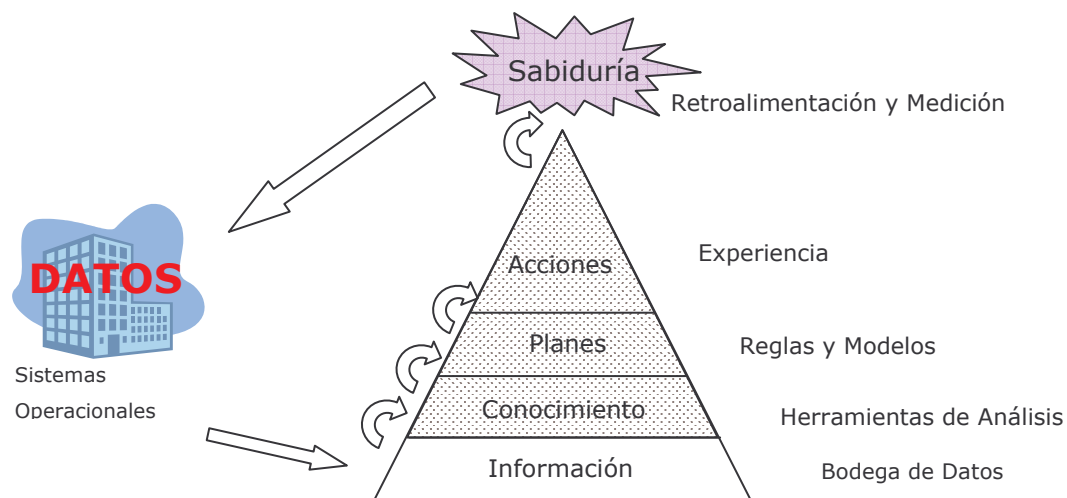 Sabiduría
Retroalimentación y Medición
Acciones
Experiencia
DATOS
Planes
Reglas y Modelos
Sistemas
Operacionales
Conocimiento
Herramientas de Análisis
Información
Bodega de Datos